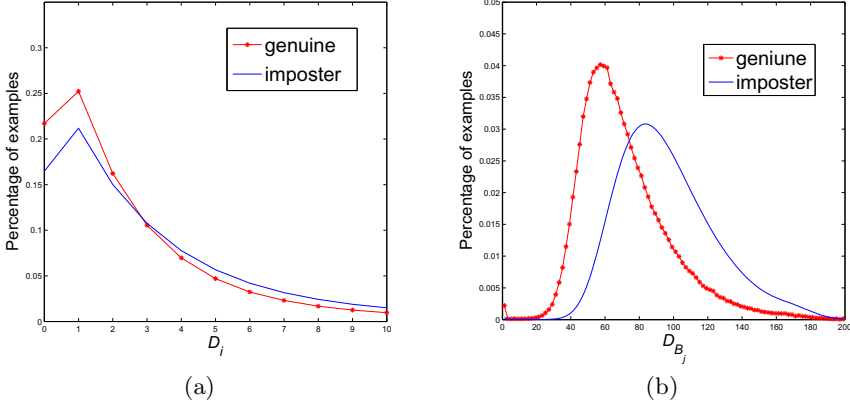 0.3
0.25
0.2
0.15
0.1
0.05
0
Percentage of examples
genuine
imposter
0 1 2 3 4 5 6 7 8 9 10
D_i
(a)
0.05
0.045
0.04
0.035
0.03
0.025
0.02
0.015
0.01
0.005
0
Percentage of examples
geniune
imposter
0 20 40 60 80 100 120 140 160 180 200
D_{B_j}
(b)